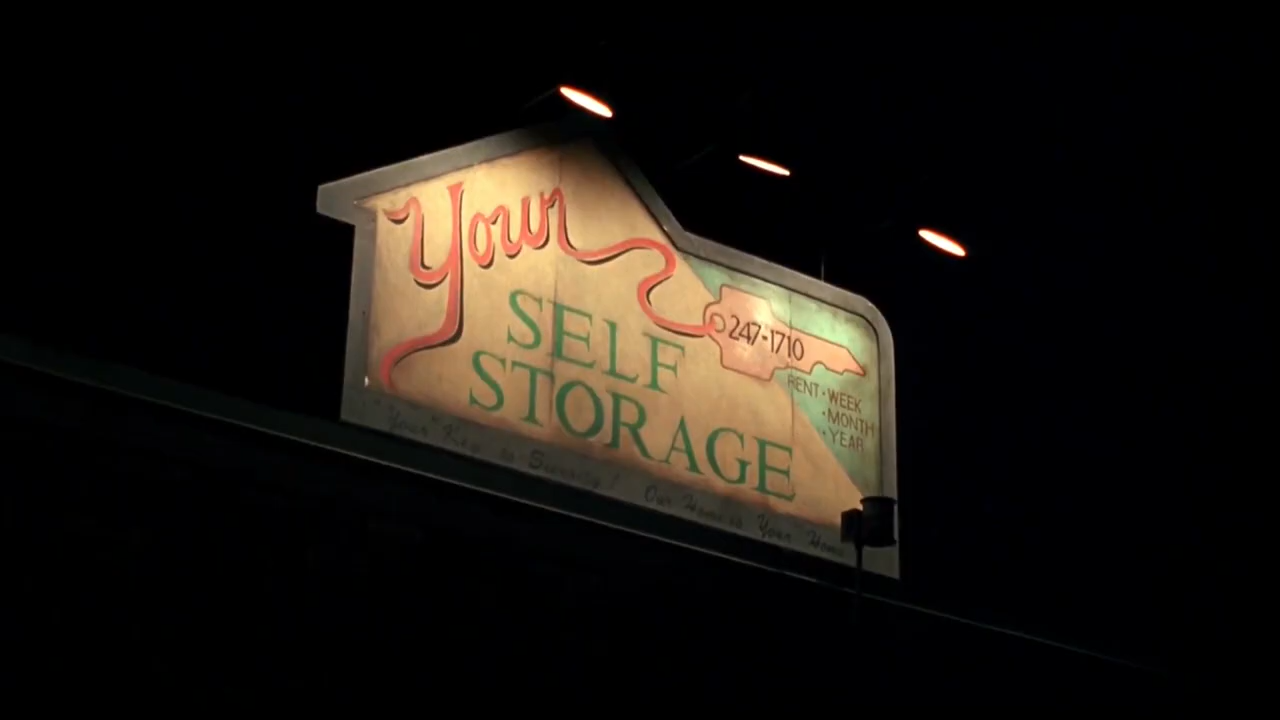 Your
SELF
STORAGE
247-1710
RENT · WEEK
· MONTH
· YEAR
"Your Key to Security! Our Home is Your Home